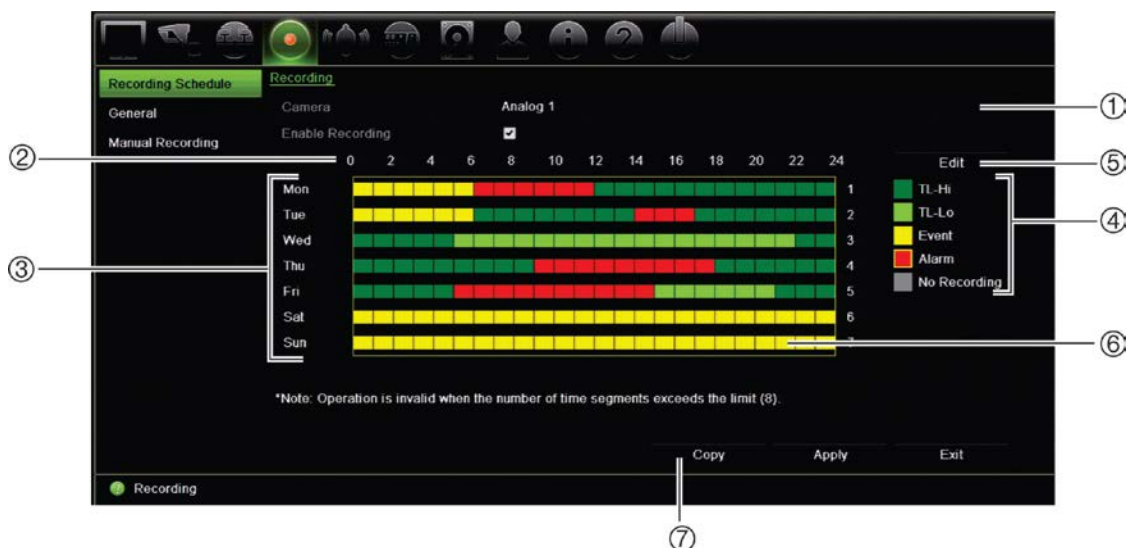 Recording Schedule
Recording
General
Camera
Analog 1
①
Manual Recording
Enable Recording
② 0 2 4 6 8 10 12 14 16 18 20 22 24
Edit ⑤
③
④
Mon 1 TL-Hi
Tue 2 TL-Lo
Wed 3 Event
Thu 4 Alarm
Fri 5 No Recording
Sat 6
Sun
⑥
*Note: Operation is invalid when the number of time segments exceeds the limit (8).
Copy Apply Exit
Recording
⑦